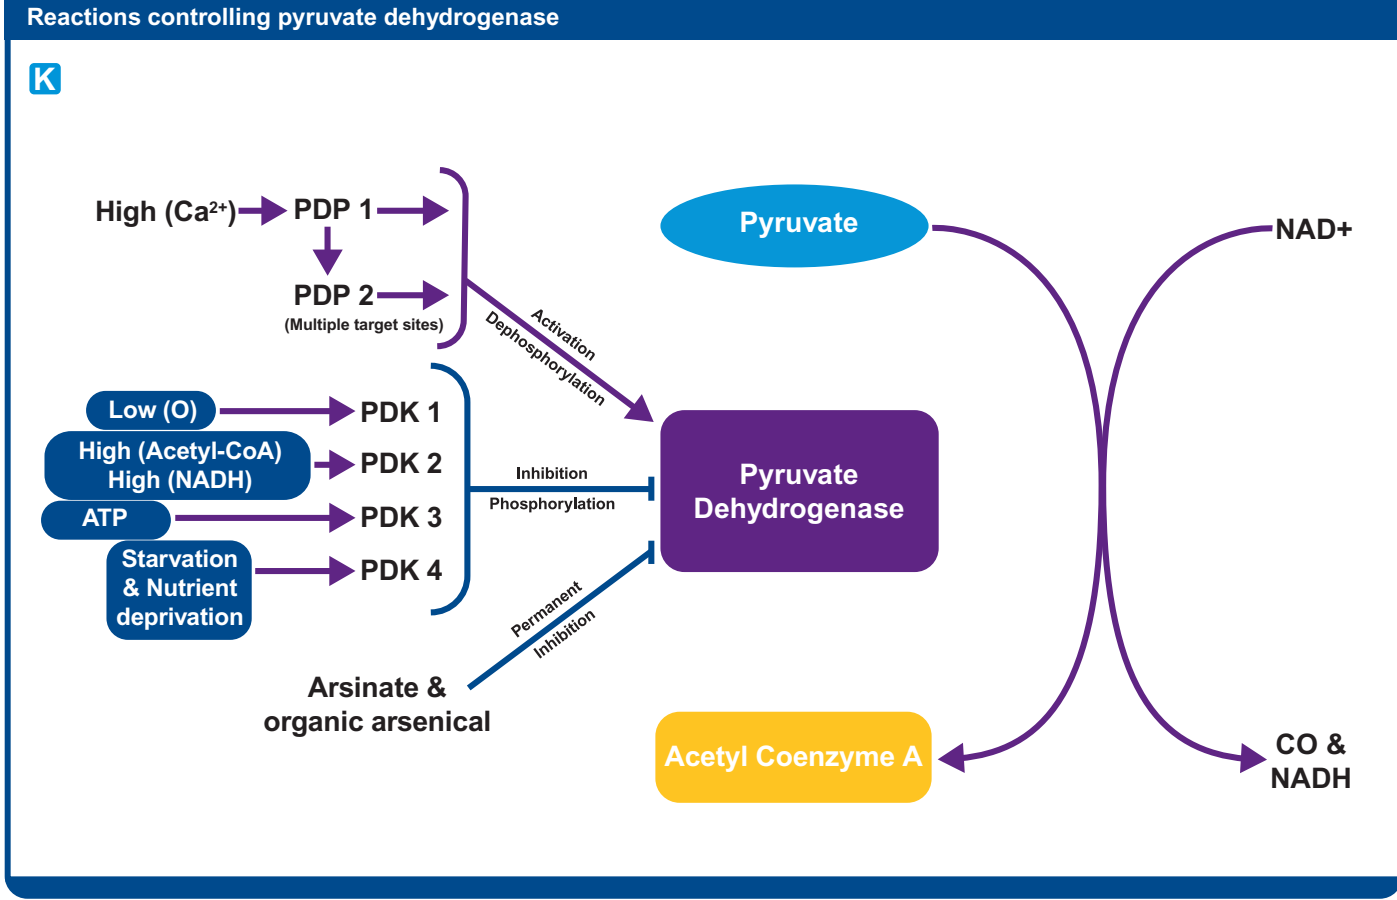 Reactions controlling pyruvate dehydrogenase
K
High (Ca²⁺)
PDP 1
PDP 2
(Multiple target sites)
Activation
Dephosphorylation
Pyruvate
NAD+
Low (O)
PDK 1
High (Acetyl-CoA)
High (NADH)
PDK 2
ATP
PDK 3
Starvation
& Nutrient
deprivation
PDK 4
Inhibition
Phosphorylation
Pyruvate
Dehydrogenase
Permanent
Inhibition
Arsinate &
organic arsenical
Acetyl Coenzyme A
CO &
NADH